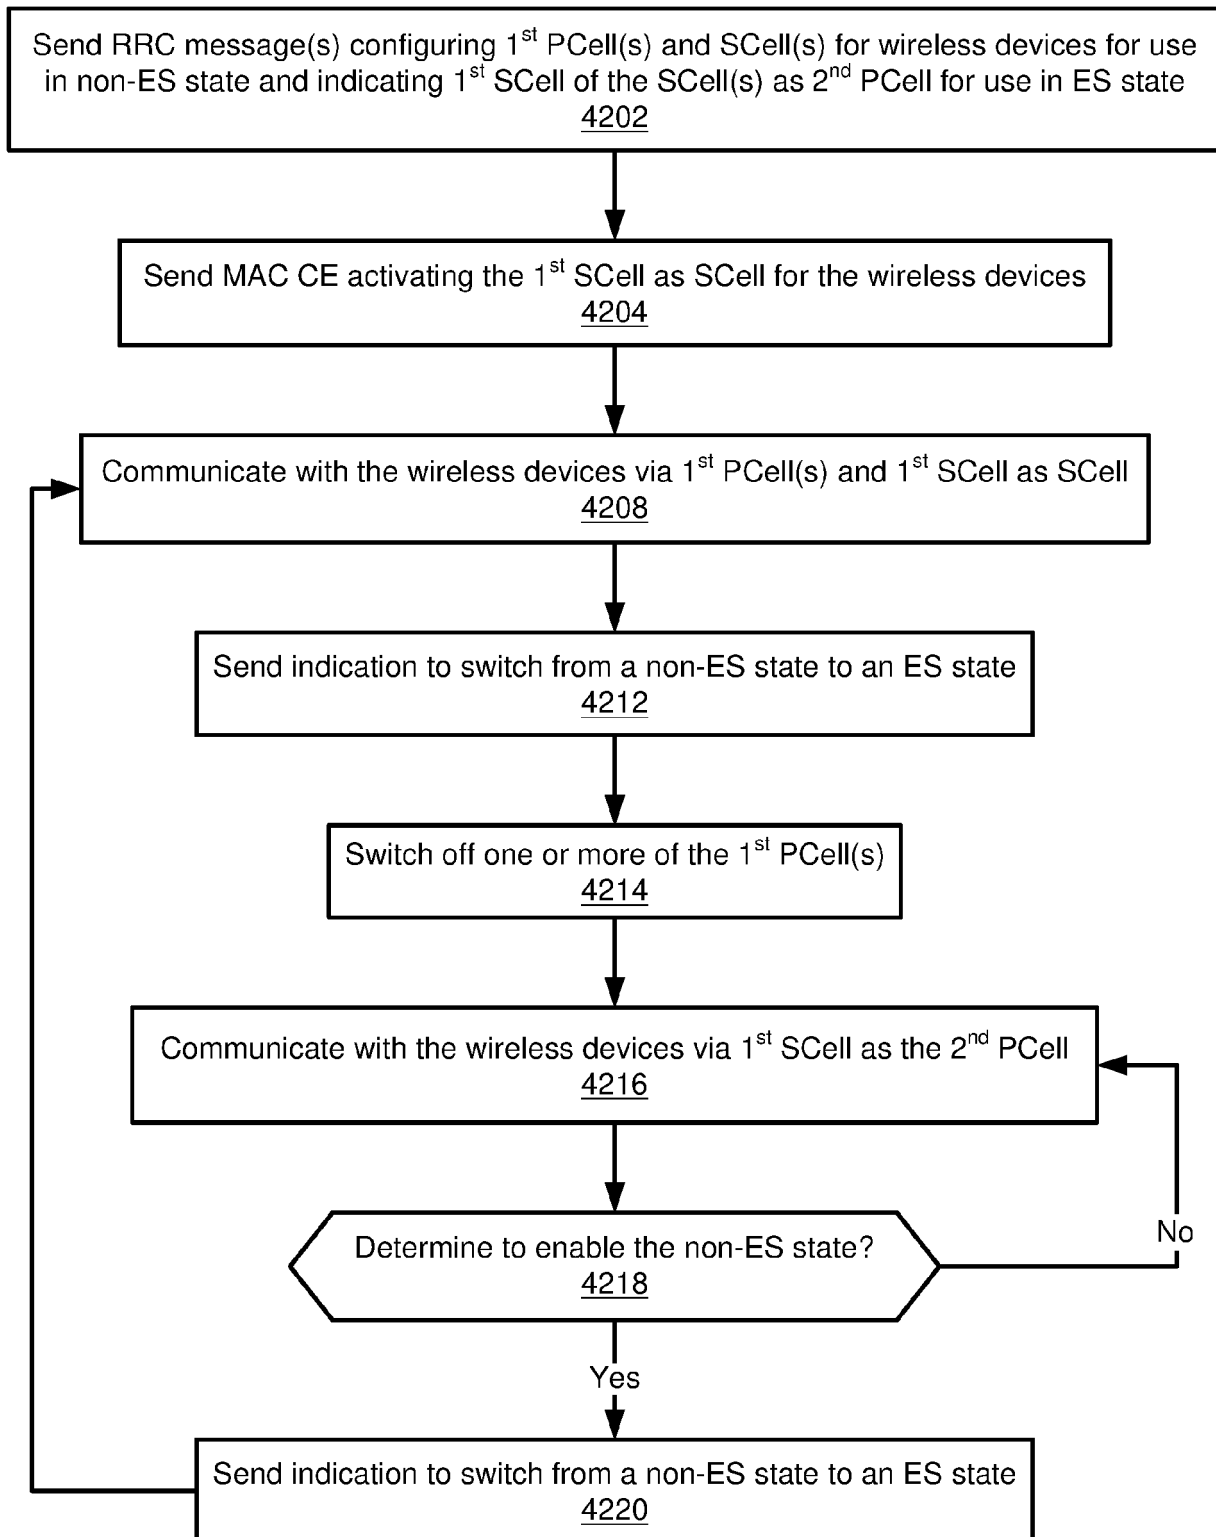 Send RRC message(s) configuring 1st PCell(s) and SCell(s) for wireless devices for use
in non-ES state and indicating 1st SCell of the SCell(s) as 2nd PCell for use in ES state
4202
Send MAC CE activating the 1st SCell as SCell for the wireless devices
4204
Communicate with the wireless devices via 1st PCell(s) and 1st SCell as SCell
4208
Send indication to switch from a non-ES state to an ES state
4212
Switch off one or more of the 1st PCell(s)
4214
Communicate with the wireless devices via 1st SCell as the 2nd PCell
4216
Determine to enable the non-ES state?
4218
No
Yes
Send indication to switch from a non-ES state to an ES state
4220